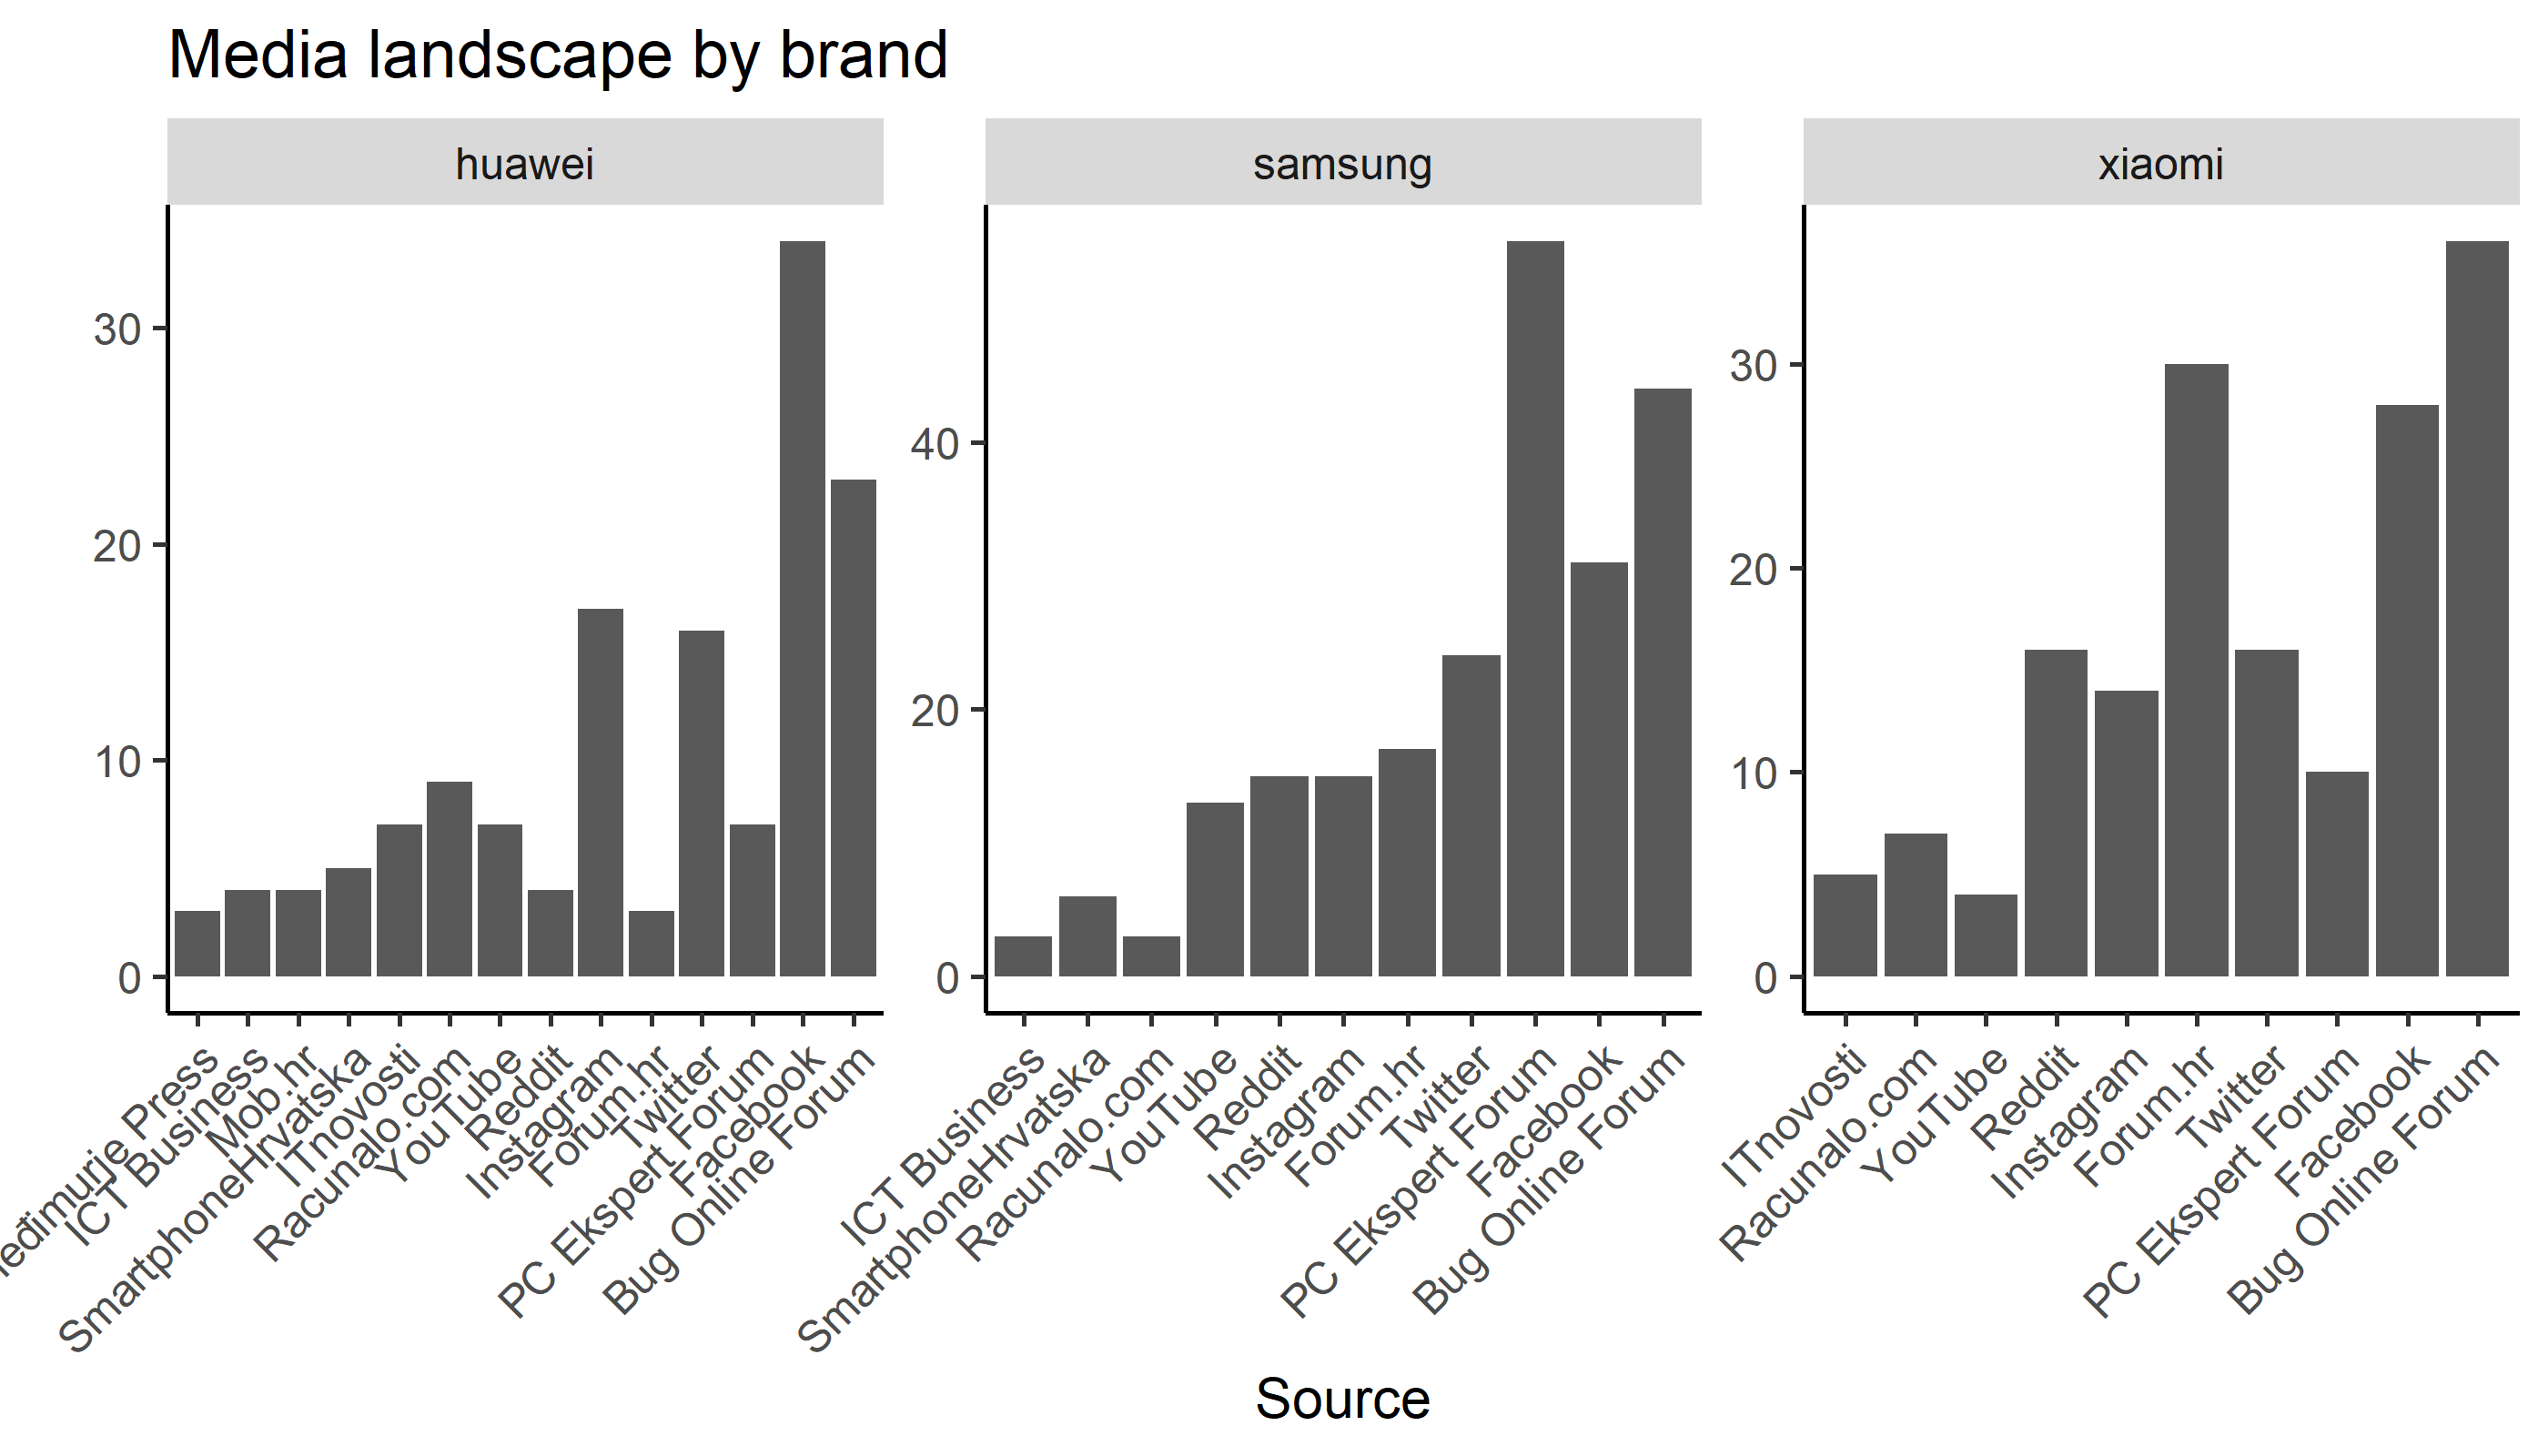 Media landscape by brand
huawei
samsung
xiaomi
30
20
10
0
40
20
0
30
20
10
0
Press
ICT Business
Mob.hr
SmartphoneHrvatska
ITnovosti
Racunalo.com
YouTube
Reddit
Instagram
Forum.hr
Twitter
PC Ekspert Forum
Facebook
Bug Online Forum
ICT Business
SmartphoneHrvatska
Racunalo.com
YouTube
Reddit
Instagram
Forum.hr
Twitter
PC Ekspert Forum
Facebook
Bug Online Forum
ITnovosti
Racunalo.com
YouTube
Reddit
Instagram
Forum.hr
Twitter
PC Ekspert Forum
Facebook
Bug Online Forum
Source